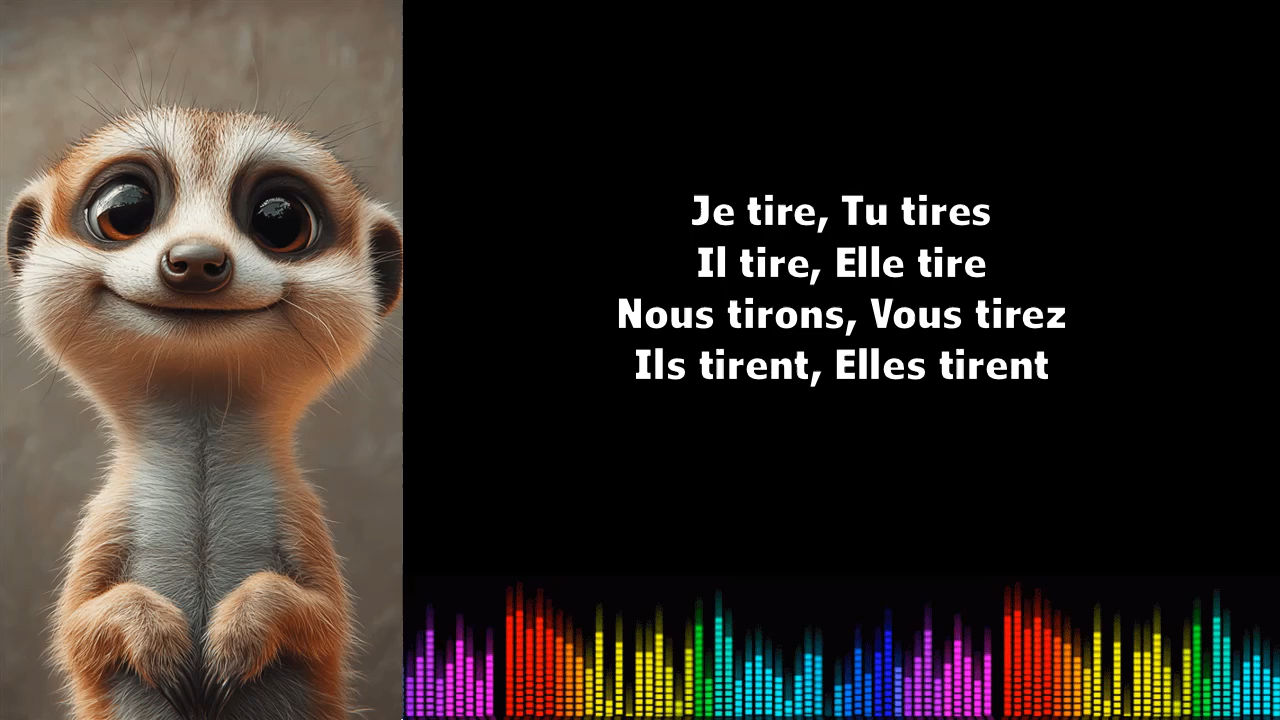 Je tire, Tu tires
Il tire, Elle tire
Nous tirons, Vous tirez
Ils tirent, Elles tirent